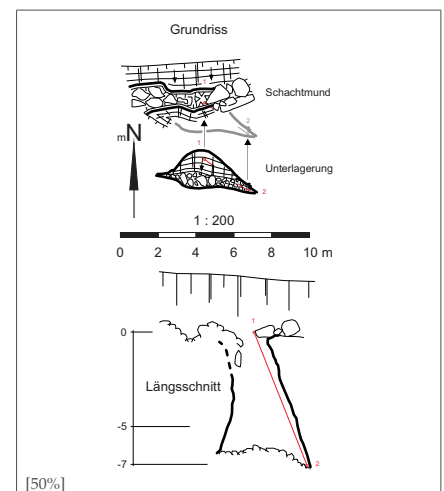 Grundriss
1
Schachtmund
2
mN
1
Unterlagerung
2
1 : 200
0 2 4 6 8 10 m
1
0
Längsschnitt
-5
-7
2
[50%]